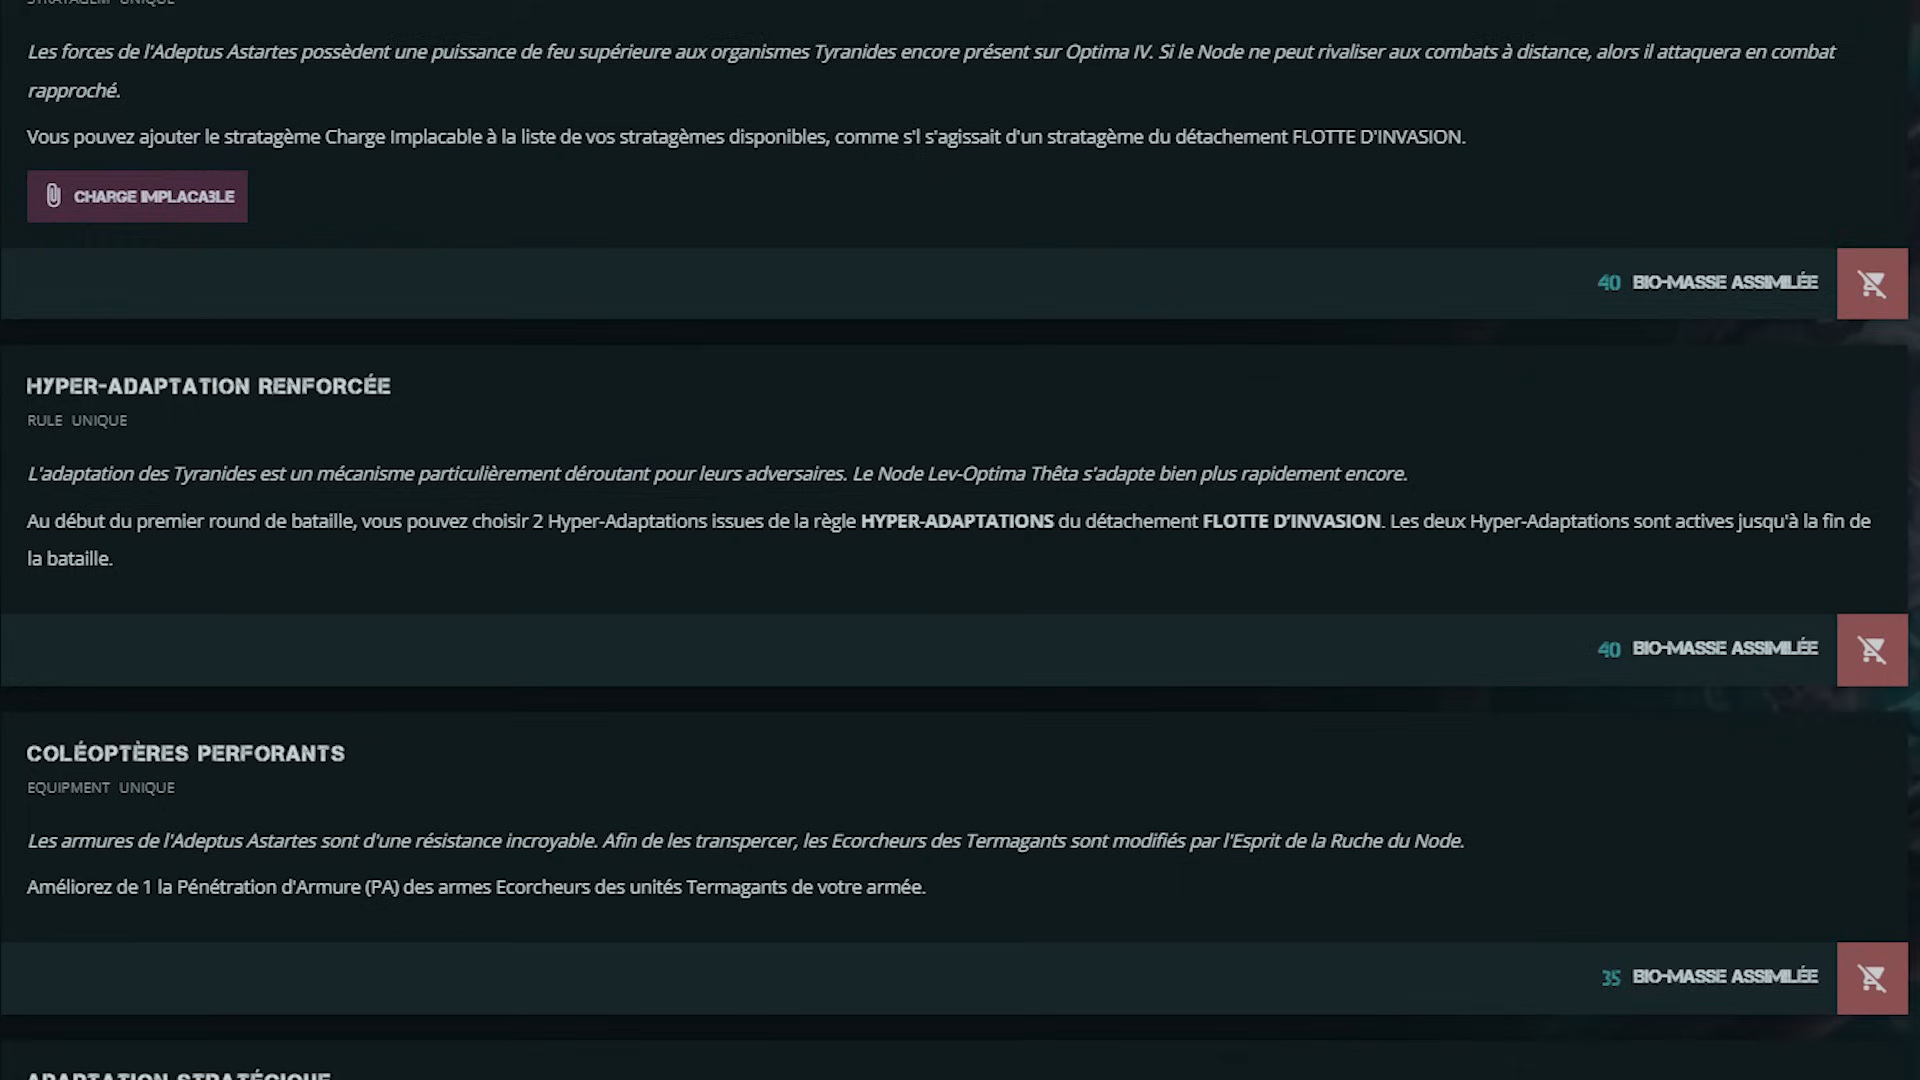 STRATAGEM UNIQUE
Les forces de l'Adeptus Astartes possèdent une puissance de feu supérieure aux organismes Tyranides encore présent sur Optima IV. Si le Node ne peut rivaliser aux combats à distance, alors il attaquera en combat
rapproché.
Vous pouvez ajouter le stratagème Charge Implacable à la liste de vos stratagèmes disponibles, comme s'l s'agissait d'un stratagème du détachement FLOTTE D'INVASION.
CHARGE IMPLACABLE
40 BIO-MASSE ASSIMILÉE
HYPER-ADAPTATION RENFORCÉE
RULE UNIQUE
L'adaptation des Tyranides est un mécanisme particulièrement déroutant pour leurs adversaires. Le Node Lev-Optima Thêta s'adapte bien plus rapidement encore.
Au début du premier round de bataille, vous pouvez choisir 2 Hyper-Adaptations issues de la règle HYPER-ADAPTATIONS du détachement FLOTTE D’INVASION. Les deux Hyper-Adaptations sont actives jusqu'à la fin de
la bataille.
40 BIO-MASSE ASSIMILÉE
COLÉOPTÈRES PERFORANTS
EQUIPMENT UNIQUE
Les armures de l'Adeptus Astartes sont d'une résistance incroyable. Afin de les transpercer, les Ecorcheurs des Termagants sont modifiés par l'Esprit de la Ruche du Node.
Améliorez de 1 la Pénétration d'Armure (PA) des armes Ecorcheurs des unités Termagants de votre armée.
35 BIO-MASSE ASSIMILÉE
ADAPTATION STRATÉGIQUE